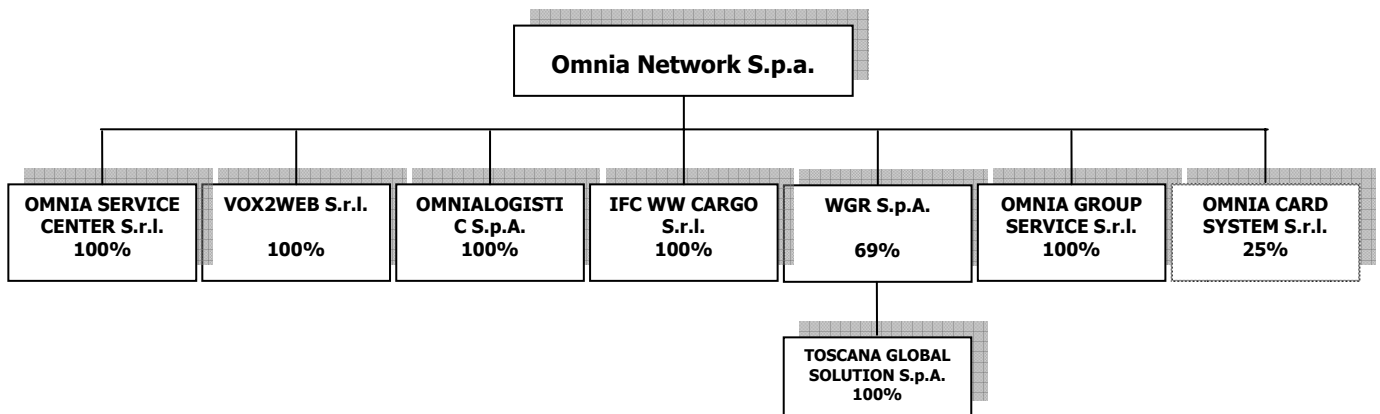 Omnia Network S.p.a.
OMNIA SERVICE
CENTER S.r.l.
100%
VOX2WEB S.r.l.
100%
OMNIALOGISTI
C S.p.A.
100%
IFC WW CARGO
S.r.l.
100%
WGR S.p.A.
69%
OMNIA GROUP
SERVICE S.r.l.
100%
OMNIA CARD
SYSTEM S.r.l.
25%
TOSCANA GLOBAL
SOLUTION S.p.A.
100%